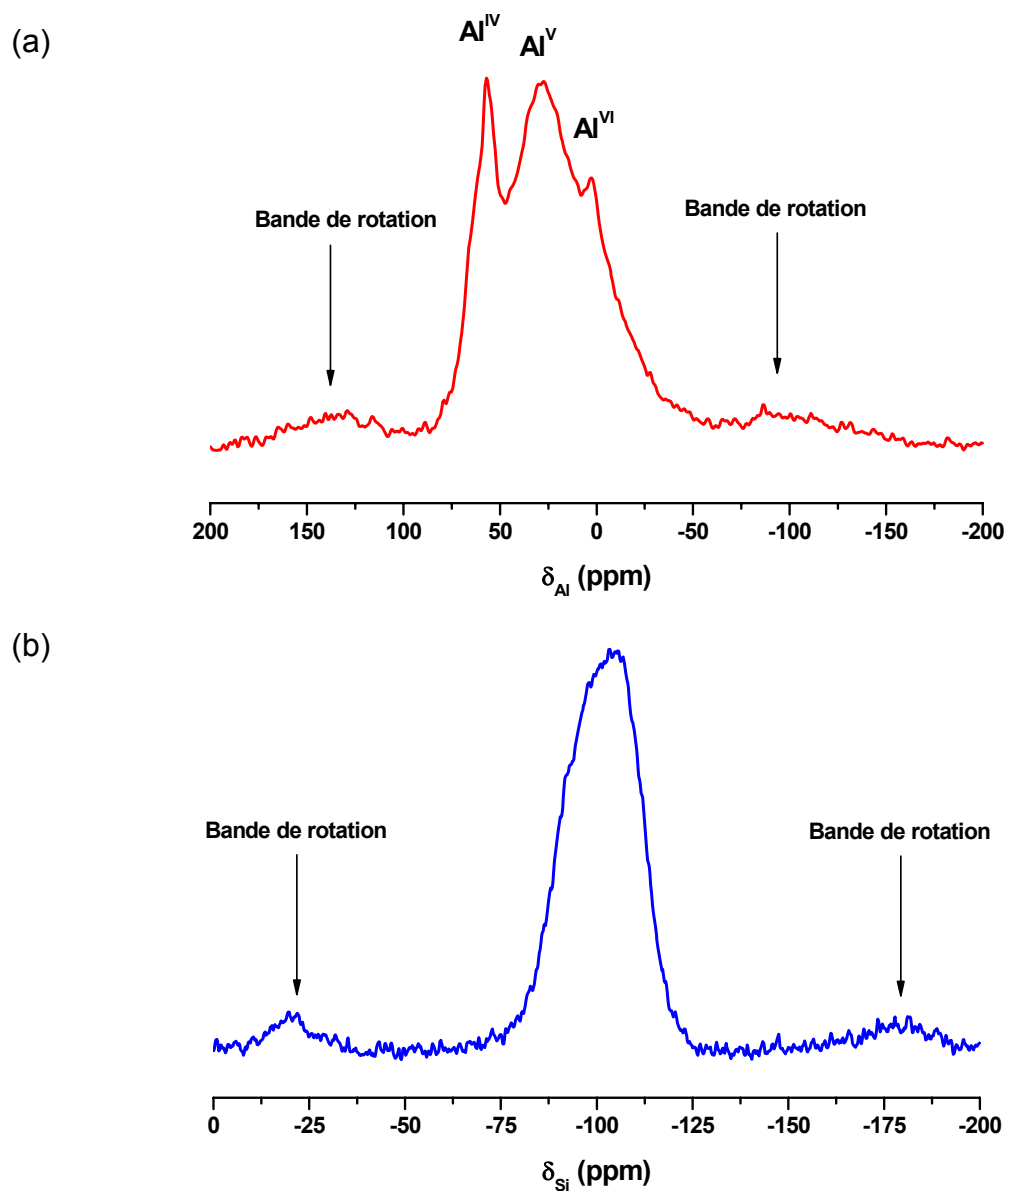 (a)
Al^IV Al^V
Al^VI
Bande de rotation Bande de rotation
200 150 100 50 0 -50 -100 -150 -200
δ_Al (ppm)
(b)
Bande de rotation Bande de rotation
0 -25 -50 -75 -100 -125 -150 -175 -200
δ_Si (ppm)